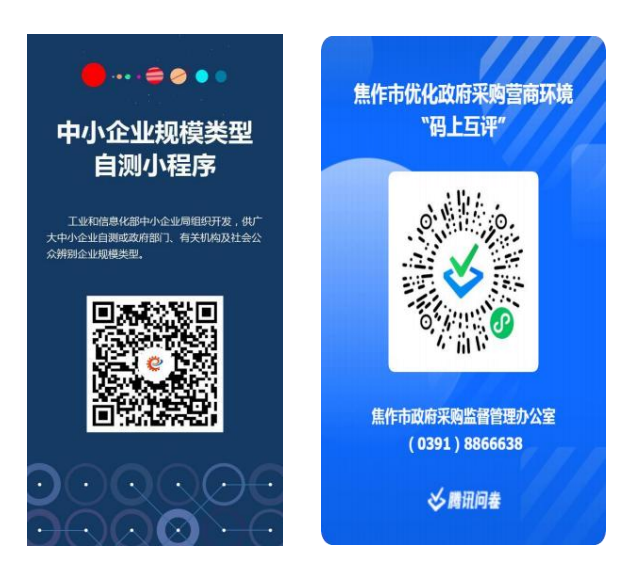 中小企业规模类型
自测小程序
工业和信息化部中小企业局组织开发，供广
大中小企业自测或政府部门、有关机构及社会公
众辨别企业规模类型。
焦作市优化政府采购营商环境
“码上互评”
焦作市政府采购监督管理办公室
（0391）8866638
腾讯问卷